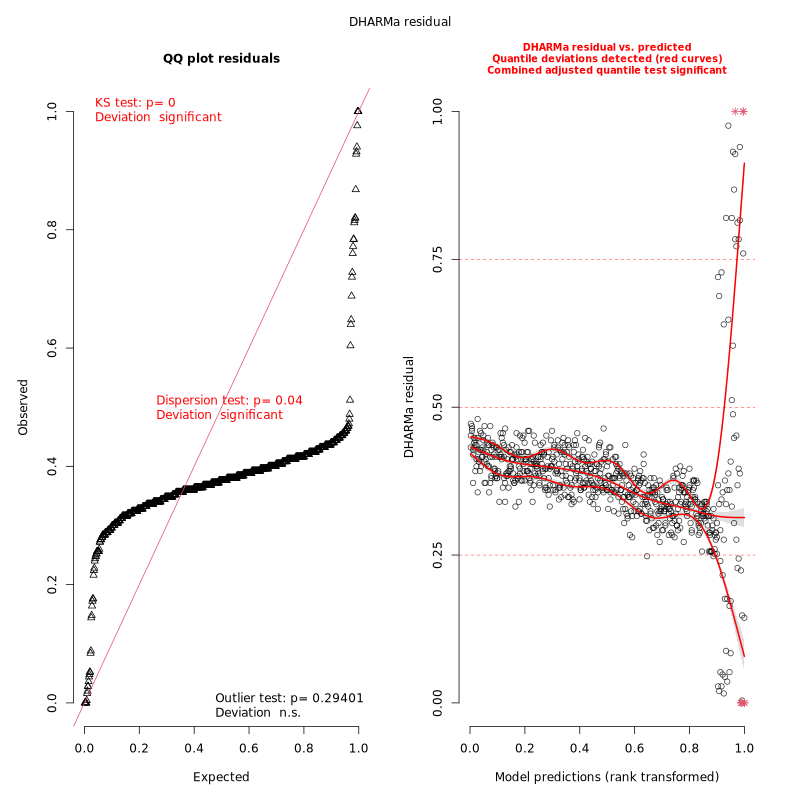 DHARMa residual
QQ plot residuals
KS test: p= 0
Deviation significant
Dispersion test: p= 0.04
Deviation significant
Outlier test: p= 0.29401
Deviation n.s.
Observed
0.0
0.2
0.4
0.6
0.8
1.0
0.0
0.2
0.4
0.6
0.8
1.0
Expected
DHARMa residual vs. predicted
Quantile deviations detected (red curves)
Combined adjusted quantile test significant
DHARMa residual
0.00
0.25
0.50
0.75
1.00
0.0
0.2
0.4
0.6
0.8
1.0
Model predictions (rank transformed)